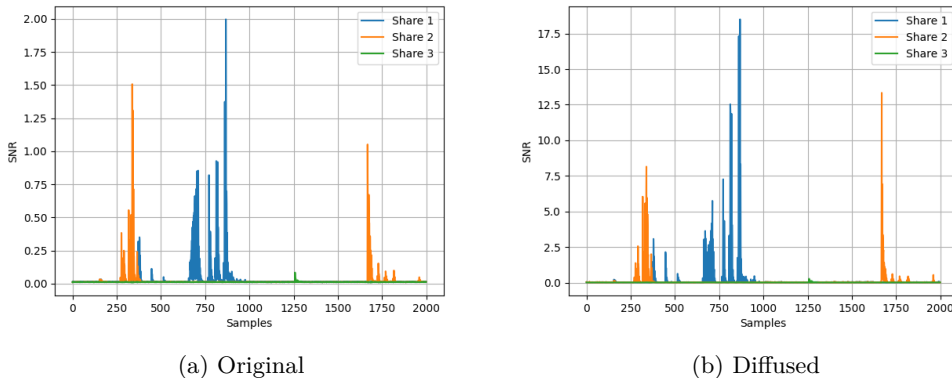 2.00
1.75
1.50
1.25
1.00
0.75
0.50
0.25
0.00
SNR
0 250 500 750 1000 1250 1500 1750 2000
Samples
Share 1
Share 2
Share 3
(a) Original
17.5
15.0
12.5
10.0
7.5
5.0
2.5
0.0
SNR
0 250 500 750 1000 1250 1500 1750 2000
Samples
Share 1
Share 2
Share 3
(b) Diffused